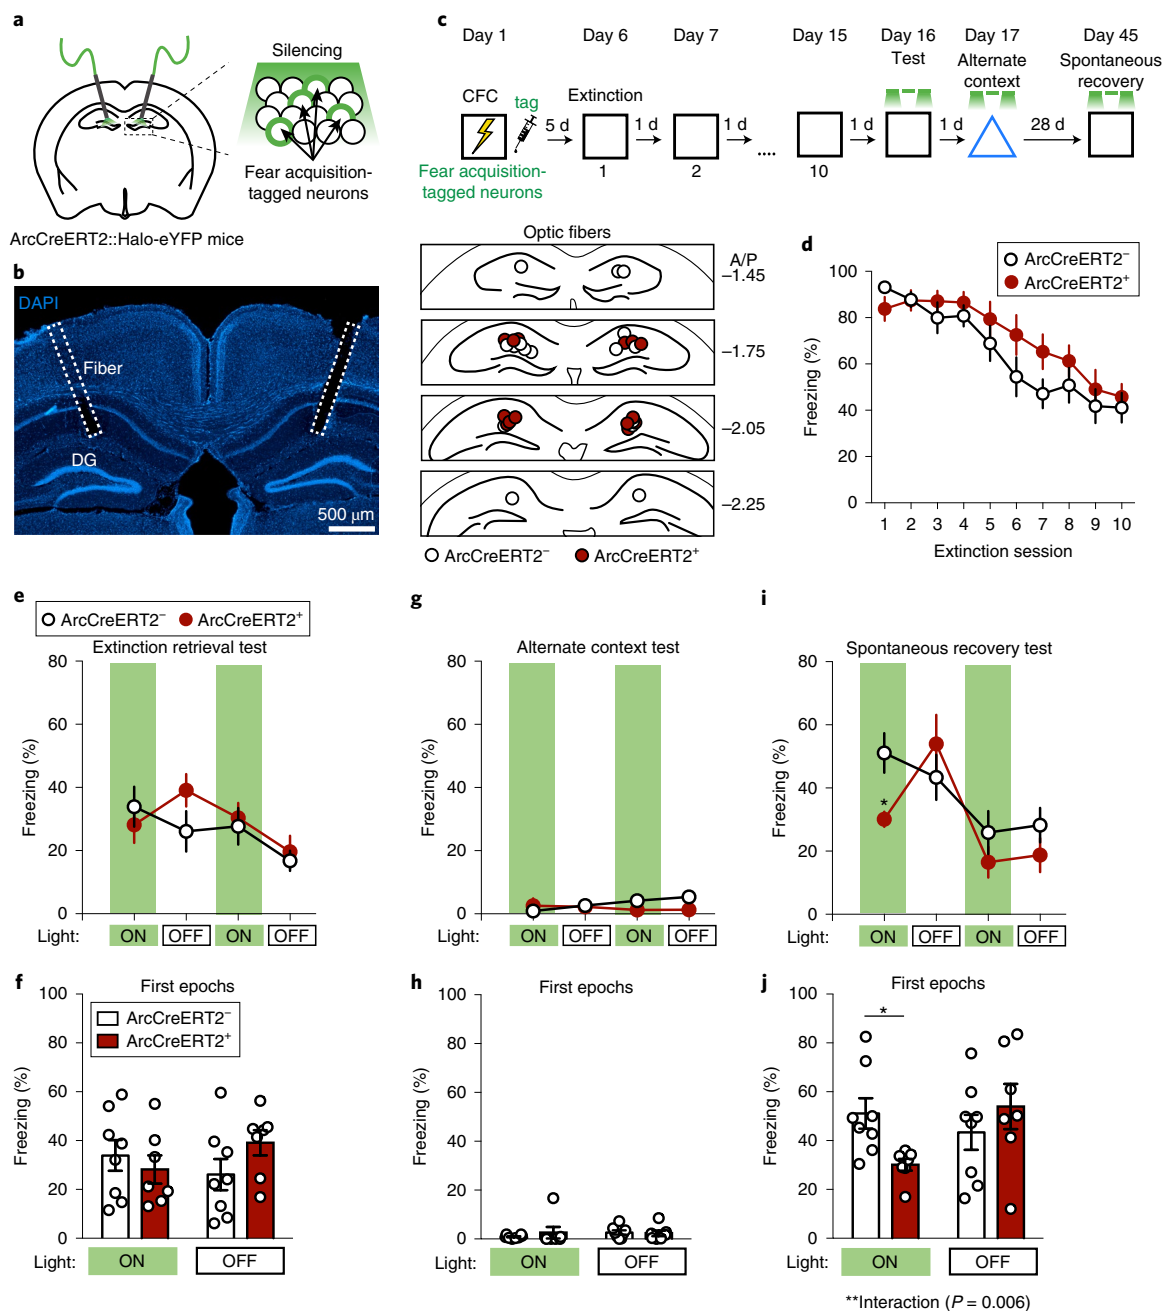 a
Silencing
Fear acquisition-
tagged neurons
ArcCreERT2::Halo-eYFP mice
b
DAPI
Fiber
DG
500 μm
c
Day 1
Day 6
Day 7
Day 15
Day 16
Day 17
Day 45
Test
Alternate
context
Spontaneous
recovery
CFC
tag
Extinction
5 d
1 d
1 d
....
1 d
1 d
28 d
Fear acquisition-
tagged neurons
1
2
10
Optic fibers
A/P
–1.45
–1.75
–2.05
–2.25
ArcCreERT2⁻
ArcCreERT2⁺
d
ArcCreERT2⁻
ArcCreERT2⁺
Freezing (%)
100
80
60
40
20
0
1 2 3 4 5 6 7 8 9 10
Extinction session
e
ArcCreERT2⁻ ArcCreERT2⁺
Extinction retrieval test
Freezing (%)
80
60
40
20
0
Light: ON OFF ON OFF
g
Alternate context test
Freezing (%)
80
60
40
20
0
Light: ON OFF ON OFF
i
Spontaneous recovery test
Freezing (%)
80
60
40
20
0
*
Light: ON OFF ON OFF
f
First epochs
ArcCreERT2⁻
ArcCreERT2⁺
Freezing (%)
100
80
60
40
20
0
Light: ON OFF
h
First epochs
Freezing (%)
100
80
60
40
20
0
Light: ON OFF
j
First epochs
*
Freezing (%)
100
80
60
40
20
0
Light: ON OFF
**Interaction (P = 0.006)